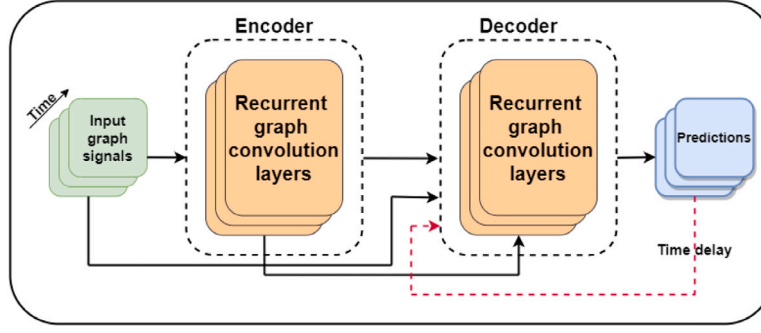 Encoder
Decoder
Time
Input
graph
signals
Recurrent
graph
convolution
layers
Recurrent
graph
convolution
layers
Predictions
Time delay